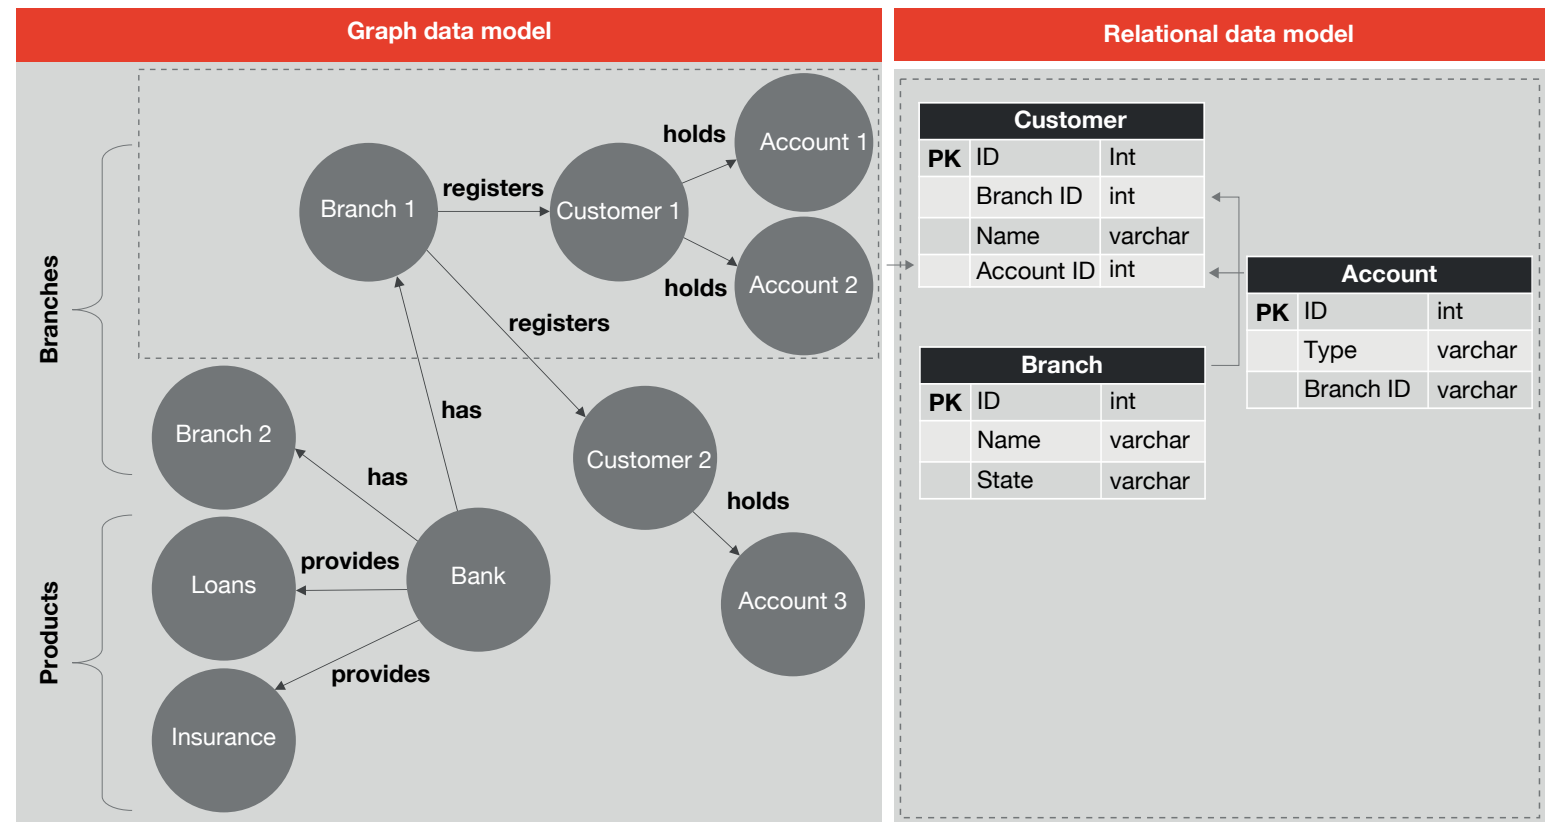 Graph data model
Branches
Products
Branch 1
registers
Customer 1
holds
Account 1
holds
Account 2
registers
Branch 2
has
has
Customer 2
holds
Account 3
Loans
provides
Bank
provides
Insurance
Relational data model
Customer
PK ID Int
Branch ID int
Name varchar
Account ID int
Account
PK ID int
Type varchar
Branch ID varchar
Branch
PK ID int
Name varchar
State varchar